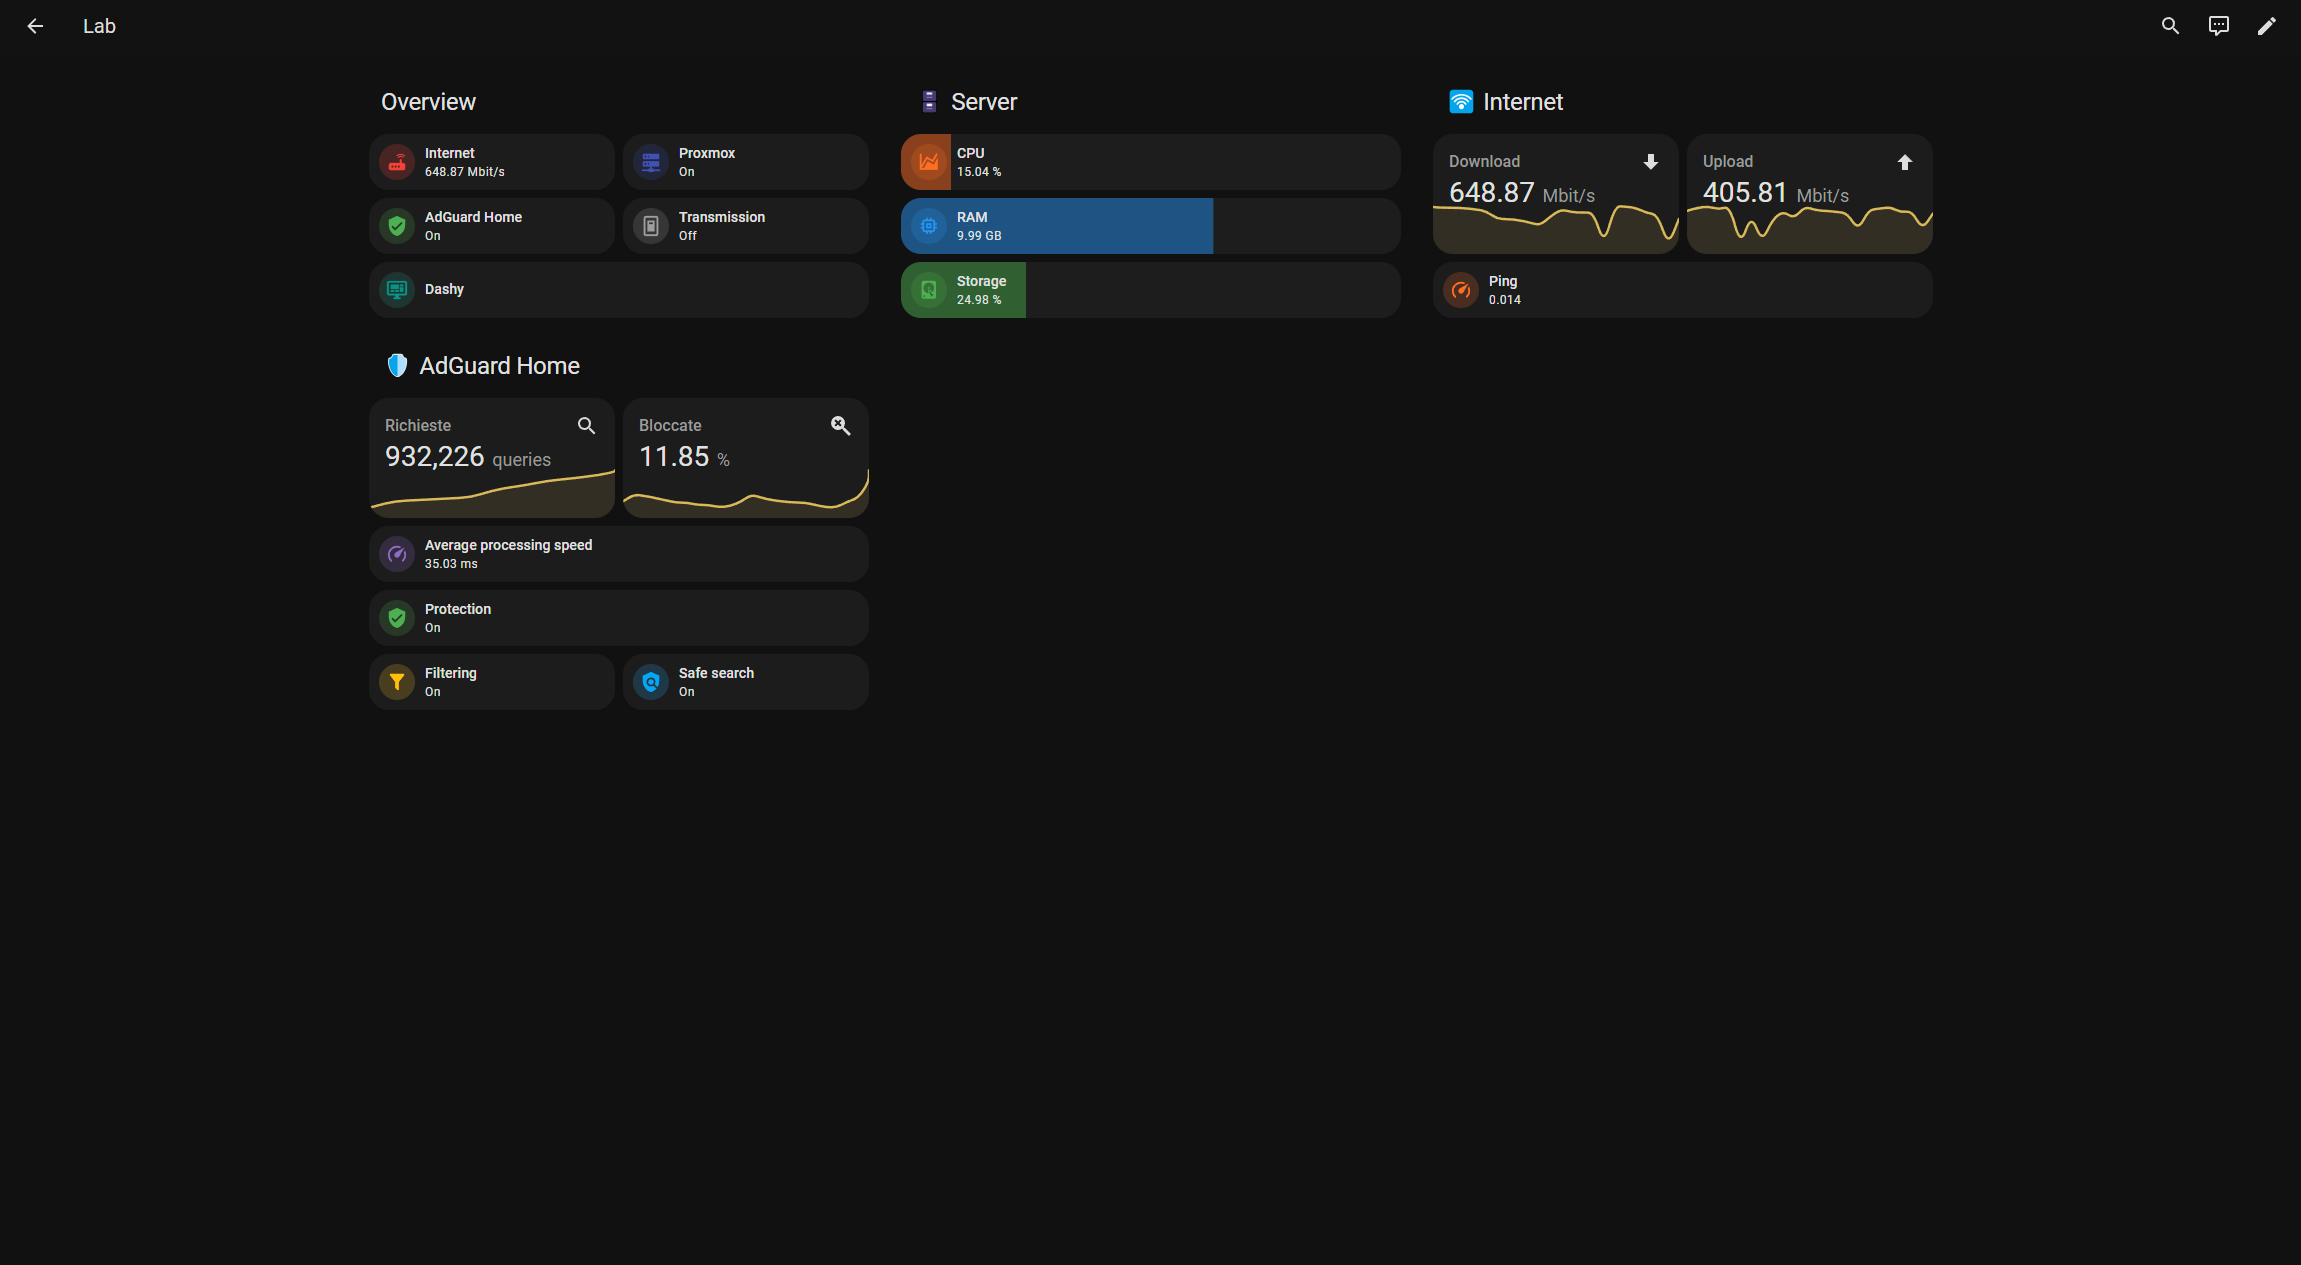 Lab
Overview
Internet
648.87 Mbit/s
Proxmox
On
AdGuard Home
On
Transmission
Off
Dashy
Server
CPU
15.04 %
RAM
9.99 GB
Storage
24.98 %
Internet
Download
648.87 Mbit/s
Upload
405.81 Mbit/s
Ping
0.014
AdGuard Home
Richieste
932,226 queries
Bloccate
11.85 %
Average processing speed
35.03 ms
Protection
On
Filtering
On
Safe search
On